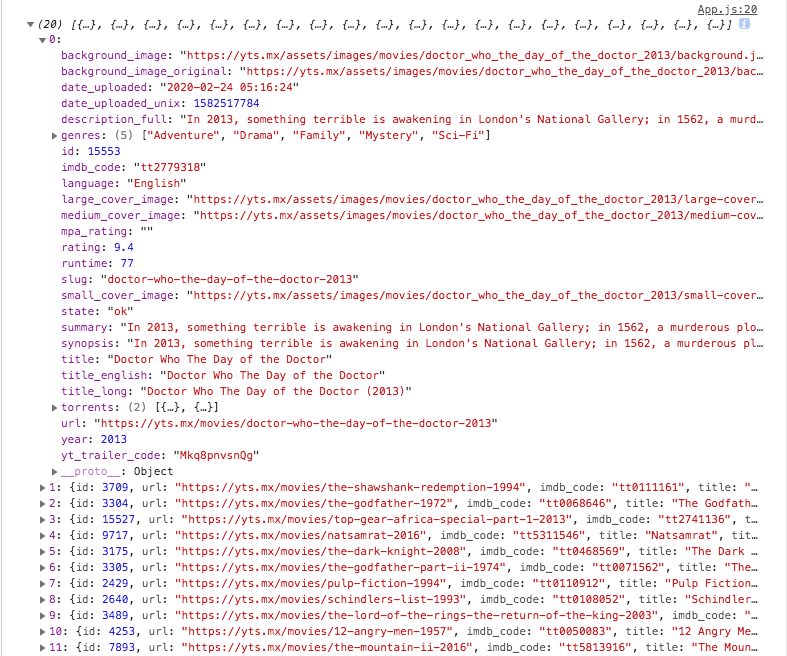 App.js:20
▼(20) [{…}, {…}, {…}, {…}, {…}, {…}, {…}, {…}, {…}, {…}, {…}, {…}, {…}, {…}, {…}, {…}, {…}, {…}, {…}, {…}] i
▼0:
background_image: "https://yts.mx/assets/images/movies/doctor_who_the_day_of_the_doctor_2013/background.j…
background_image_original: "https://yts.mx/assets/images/movies/doctor_who_the_day_of_the_doctor_2013/bac…
date_uploaded: "2020-02-24 05:16:24"
date_uploaded_unix: 1582517784
description_full: "In 2013, something terrible is awakening in London's National Gallery; in 1562, a murd…
▶genres: (5) ["Adventure", "Drama", "Family", "Mystery", "Sci-Fi"]
id: 15553
imdb_code: "tt2779318"
language: "English"
large_cover_image: "https://yts.mx/assets/images/movies/doctor_who_the_day_of_the_doctor_2013/large-cover…
medium_cover_image: "https://yts.mx/assets/images/movies/doctor_who_the_day_of_the_doctor_2013/medium-cov…
mpa_rating: ""
rating: 9.4
runtime: 77
slug: "doctor-who-the-day-of-the-doctor-2013"
small_cover_image: "https://yts.mx/assets/images/movies/doctor_who_the_day_of_the_doctor_2013/small-cover…
state: "ok"
summary: "In 2013, something terrible is awakening in London's National Gallery; in 1562, a murderous plo…
synopsis: "In 2013, something terrible is awakening in London's National Gallery; in 1562, a murderous pl…
title: "Doctor Who The Day of the Doctor"
title_english: "Doctor Who The Day of the Doctor"
title_long: "Doctor Who The Day of the Doctor (2013)"
▶torrents: (2) [{…}, {…}]
url: "https://yts.mx/movies/doctor-who-the-day-of-the-doctor-2013"
year: 2013
yt_trailer_code: "Mkq8pnvsnQg"
▶__proto__: Object
▶1: {id: 3709, url: "https://yts.mx/movies/the-shawshank-redemption-1994", imdb_code: "tt0111161", title: "…
▶2: {id: 3304, url: "https://yts.mx/movies/the-godfather-1972", imdb_code: "tt0068646", title: "The Godfath…
▶3: {id: 15527, url: "https://yts.mx/movies/top-gear-africa-special-part-1-2013", imdb_code: "tt2741136", t…
▶4: {id: 9717, url: "https://yts.mx/movies/natsamrat-2016", imdb_code: "tt5311546", title: "Natsamrat", tit…
▶5: {id: 3175, url: "https://yts.mx/movies/the-dark-knight-2008", imdb_code: "tt0468569", title: "The Dark …
▶6: {id: 3305, url: "https://yts.mx/movies/the-godfather-part-ii-1974", imdb_code: "tt0071562", title: "The…
▶7: {id: 2429, url: "https://yts.mx/movies/pulp-fiction-1994", imdb_code: "tt0110912", title: "Pulp Fiction…
▶8: {id: 2640, url: "https://yts.mx/movies/schindlers-list-1993", imdb_code: "tt0108052", title: "Schindler…
▶9: {id: 3489, url: "https://yts.mx/movies/the-lord-of-the-rings-the-return-of-the-king-2003", imdb_code: "…
▶10: {id: 4253, url: "https://yts.mx/movies/12-angry-men-1957", imdb_code: "tt0050083", title: "12 Angry Me…
▶11: {id: 7893, url: "https://yts.mx/movies/the-mountain-ii-2016", imdb_code: "tt5813916", title: "The Moun…